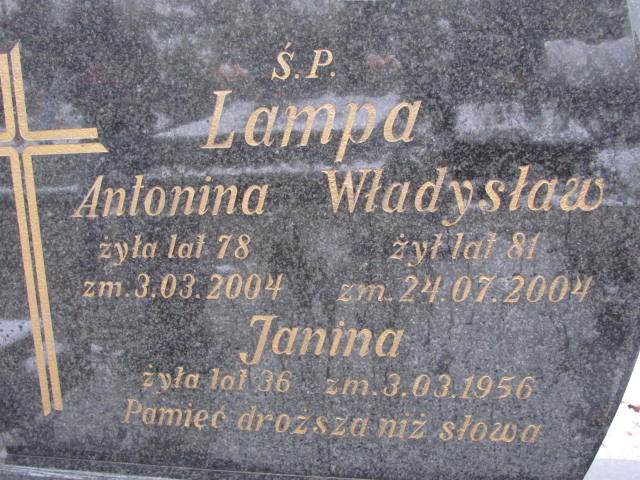 Ś.P.
Lampa
Antonina Władysław
żyła lat 78 żył lat 81
zm. 3.03.2004 zm. 24.07.2004
Janina
żyła lat 36 zm. 3.03.1956
Pamięć droższa niż słowa